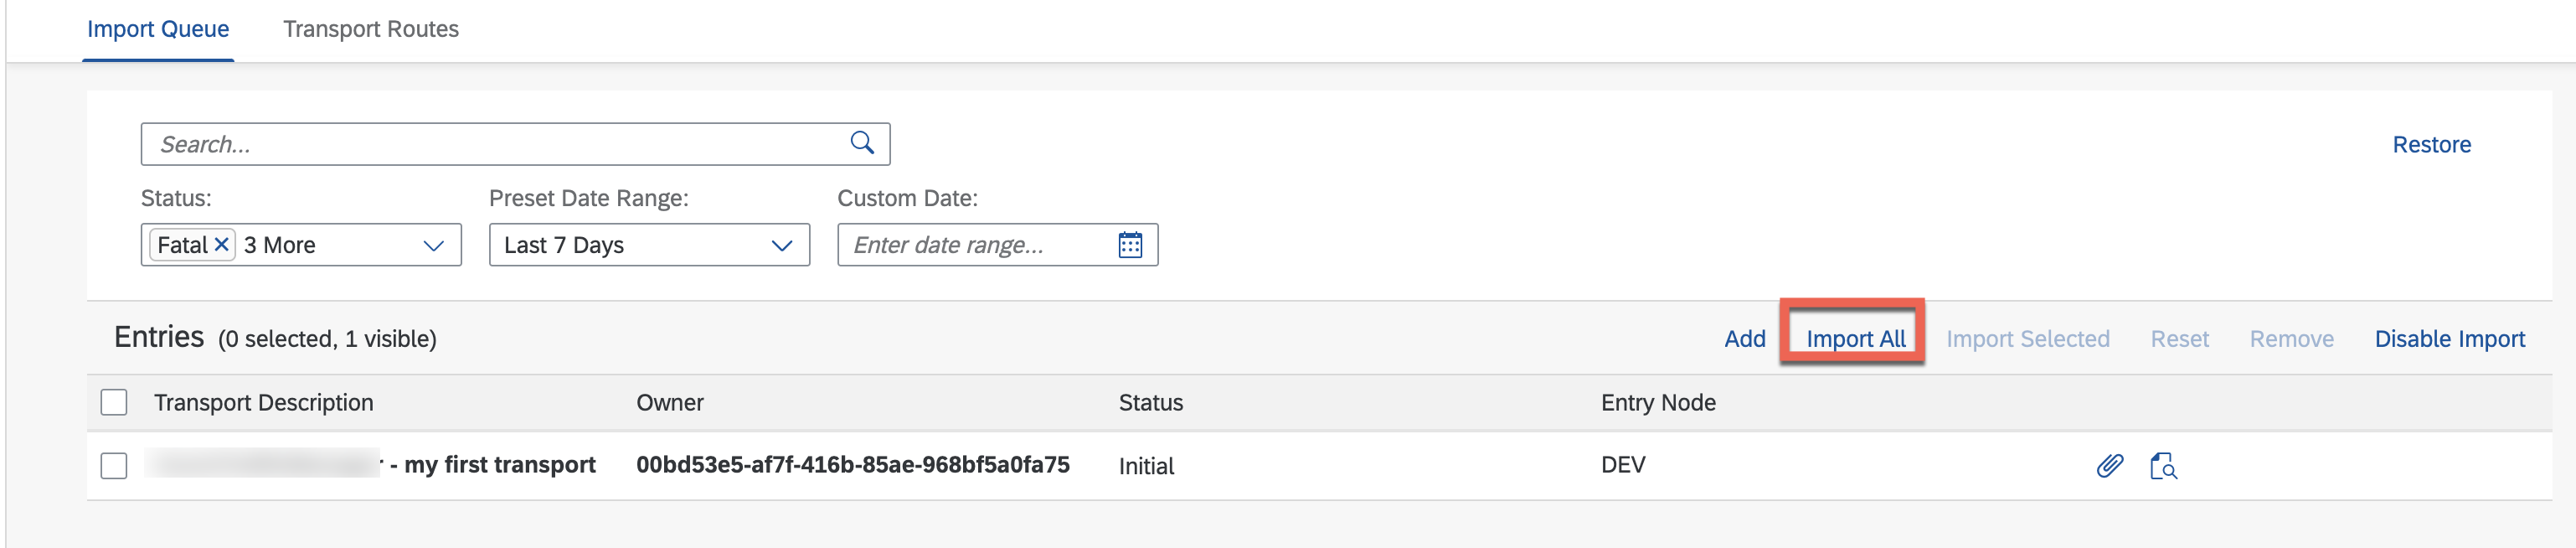 Import Queue Transport Routes
Search...
Restore
Status: Preset Date Range: Custom Date:
Fatal 3 More Last 7 Days Enter date range...
Entries (0 selected, 1 visible) Add Import All Import Selected Reset Remove Disable Import
Transport Description Owner Status Entry Node
- my first transport 00bd53e5-af7f-416b-85ae-968bf5a0fa75 Initial DEV